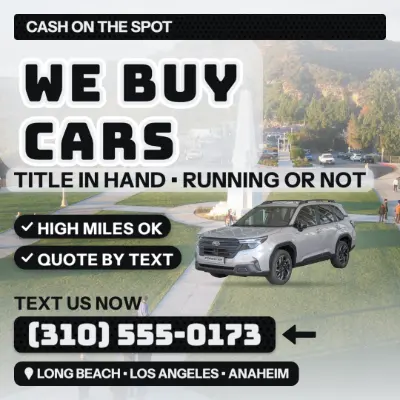 CASH ON THE SPOT
WE BUY
CARS
TITLE IN HAND • RUNNING OR NOT
HIGH MILES OK
QUOTE BY TEXT
TEXT US NOW
(310) 555-0173
LONG BEACH • LOS ANGELES • ANAHEIM